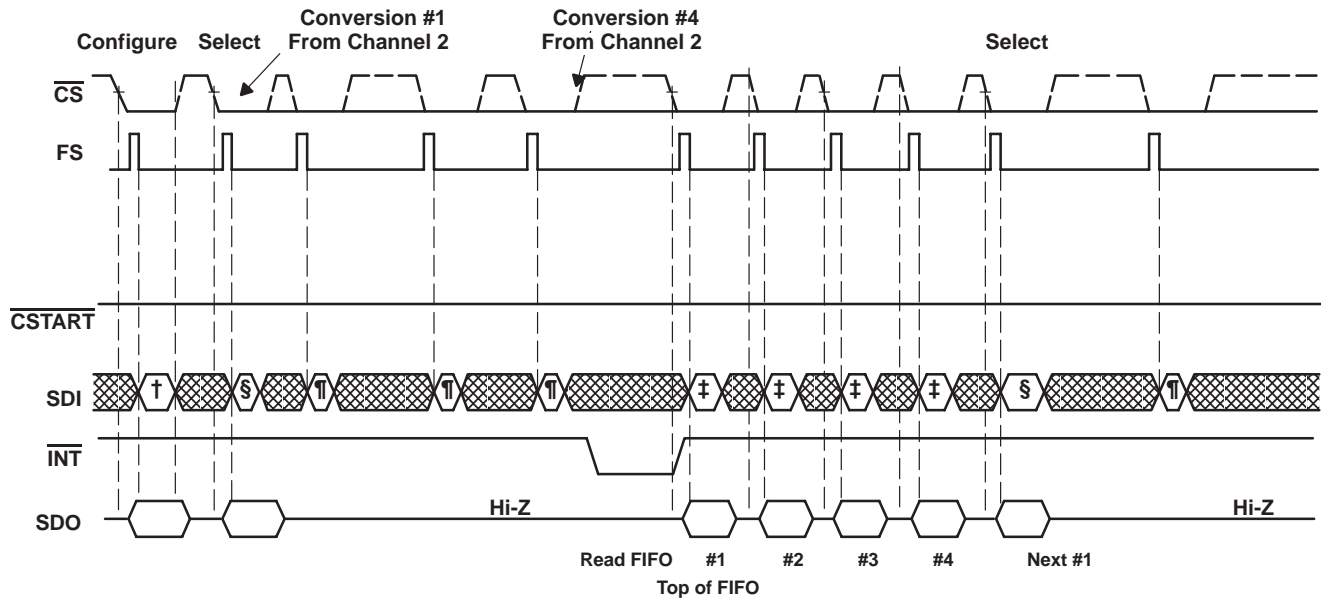 Conversion #1
From Channel 2
Conversion #4
From Channel 2
Configure
Select
Select
CS
FS
CSTART
SDI
† § ¶ ¶ ¶ ‡ ‡ ‡ ‡ § ¶
INT
SDO
Hi-Z
Hi-Z
Read FIFO #1 #2 #3 #4 Next #1
Top of FIFO